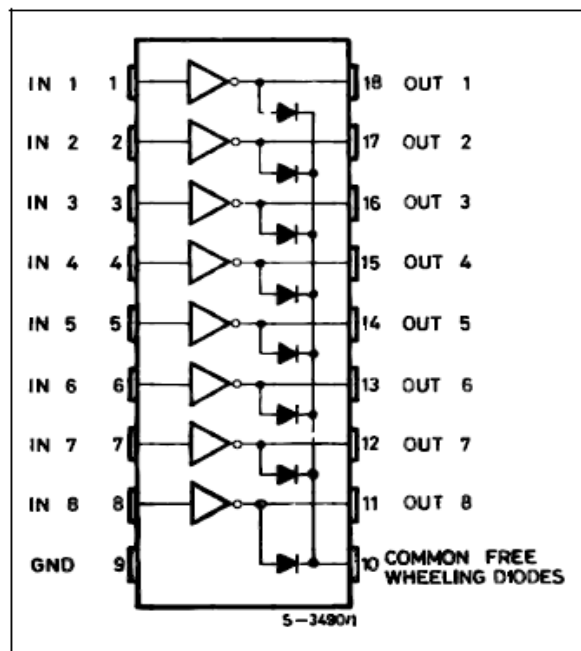 IN 1 1 18 OUT 1
IN 2 2 17 OUT 2
IN 3 3 16 OUT 3
IN 4 4 15 OUT 4
IN 5 5 14 OUT 5
IN 6 6 13 OUT 6
IN 7 7 12 OUT 7
IN 8 8 11 OUT 8
GND 9 10 COMMON FREE
WHEELING DIODES
S-3490/1